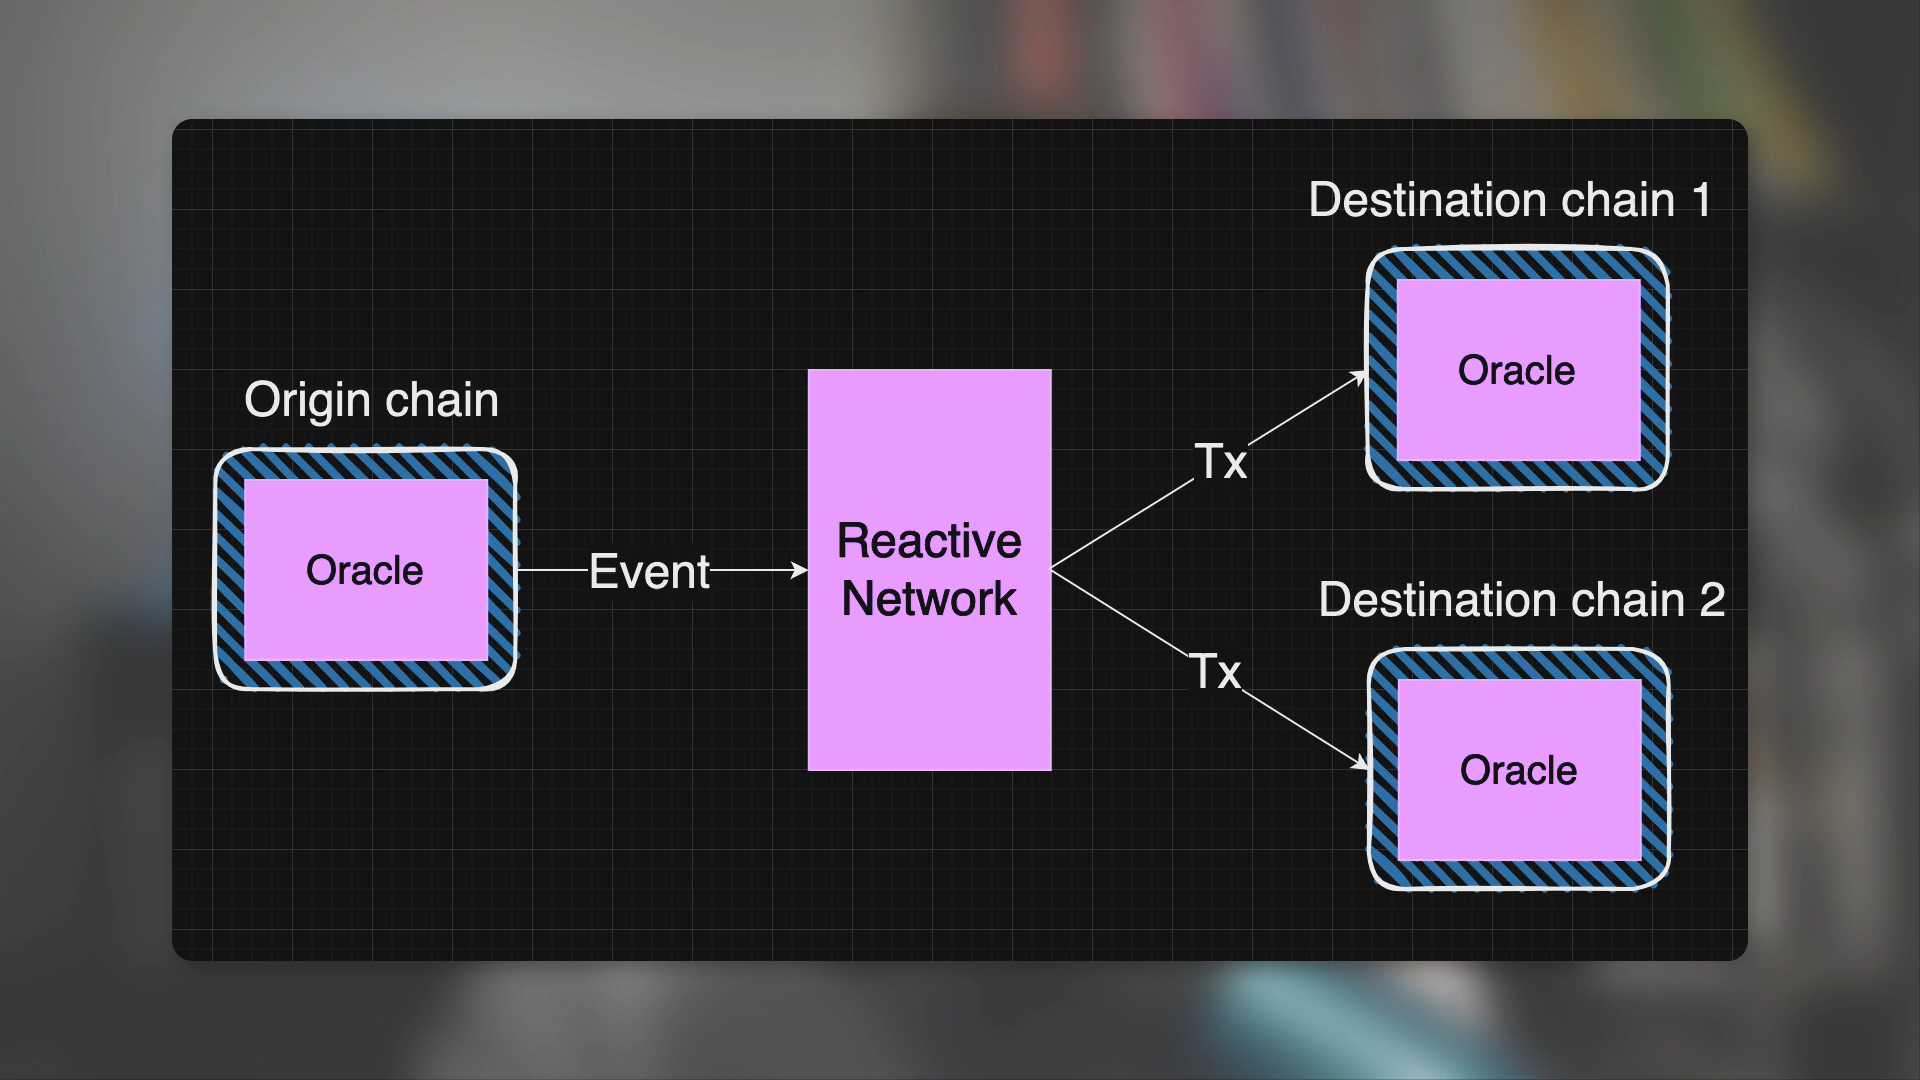 Origin chain
Oracle
Event
Reactive
Network
Tx
Tx
Destination chain 1
Oracle
Destination chain 2
Oracle